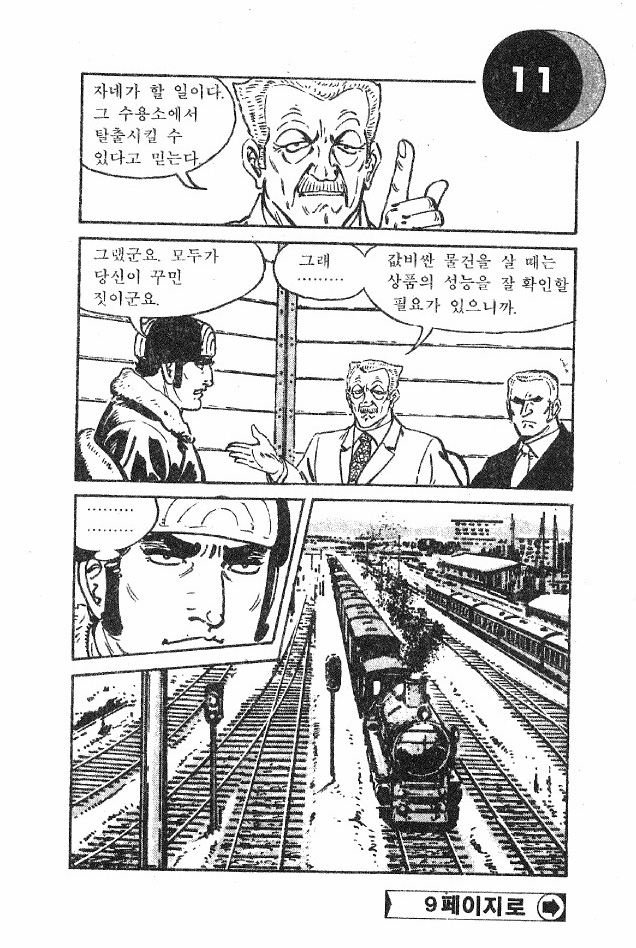 11
자네가 할 일이다.
그 수용소에서
탈출시킬 수
있다고 믿는다.
그랬군요. 모두가
당신이 꾸민
짓이군요.
그래
………
값비싼 물건을 살 때는
상품의 성능을 잘 확인할
필요가 있으니까.
………
………
9페이지로